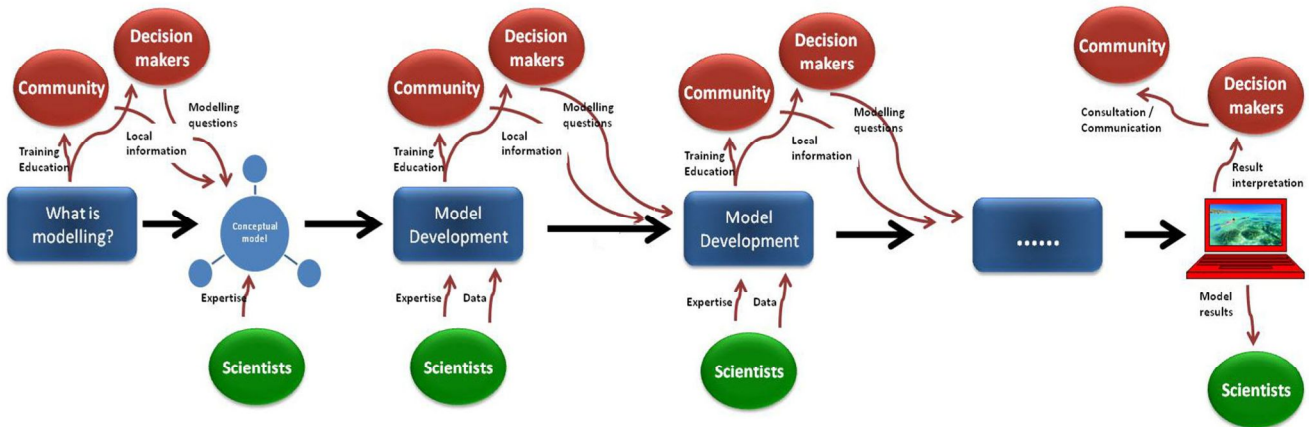 Decision
makers
Community
Modelling
questions
Local
information
Training
Education
What is
modelling?
Conceptual
model
Expertise
Scientists
Decision
makers
Community
Modelling
questions
Local
information
Training
Education
Model
Development
Expertise
Data
Scientists
Decision
makers
Community
Modelling
questions
Local
information
Training
Education
Model
Development
Expertise
Data
Scientists
......
Community
Decision
makers
Consultation /
Communication
Result
interpretation
Model
results
Scientists